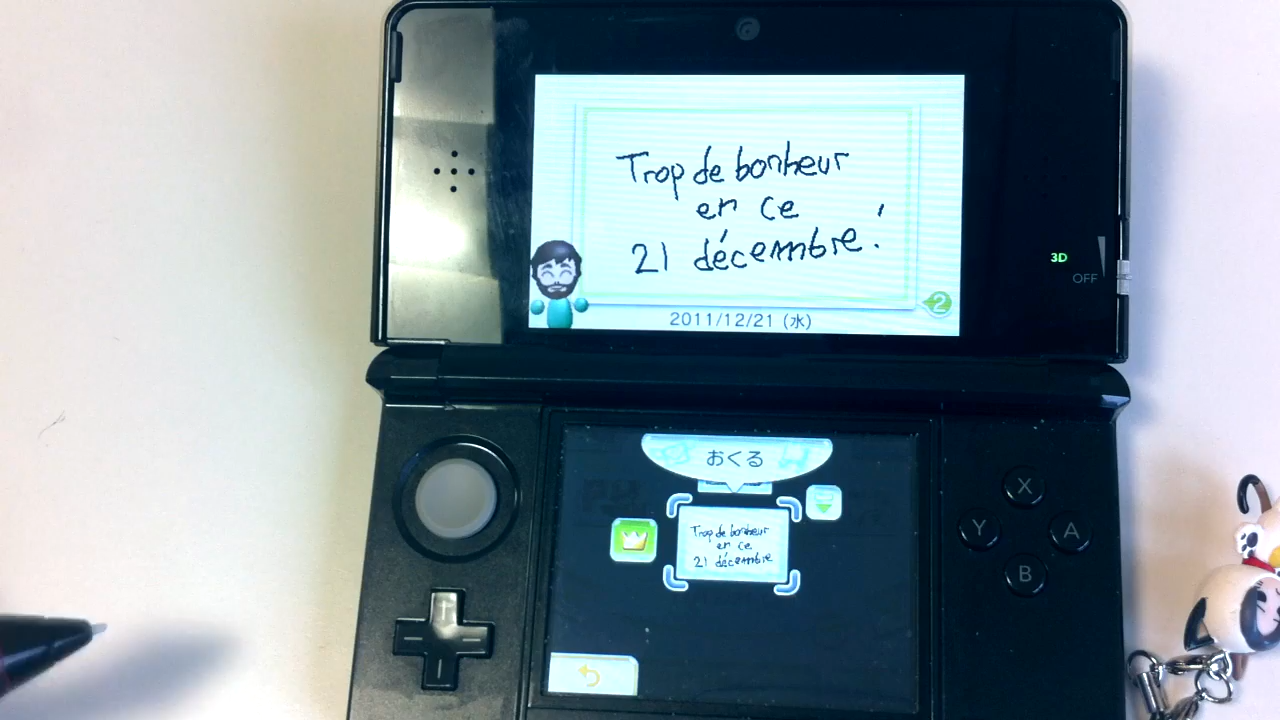 Trop de bonheur
en ce
21 décembre!
2
2011/12/21 (水)
3D
OFF
おくる
Trop de bonheur
en ce
21 décembre
X
Y
A
B